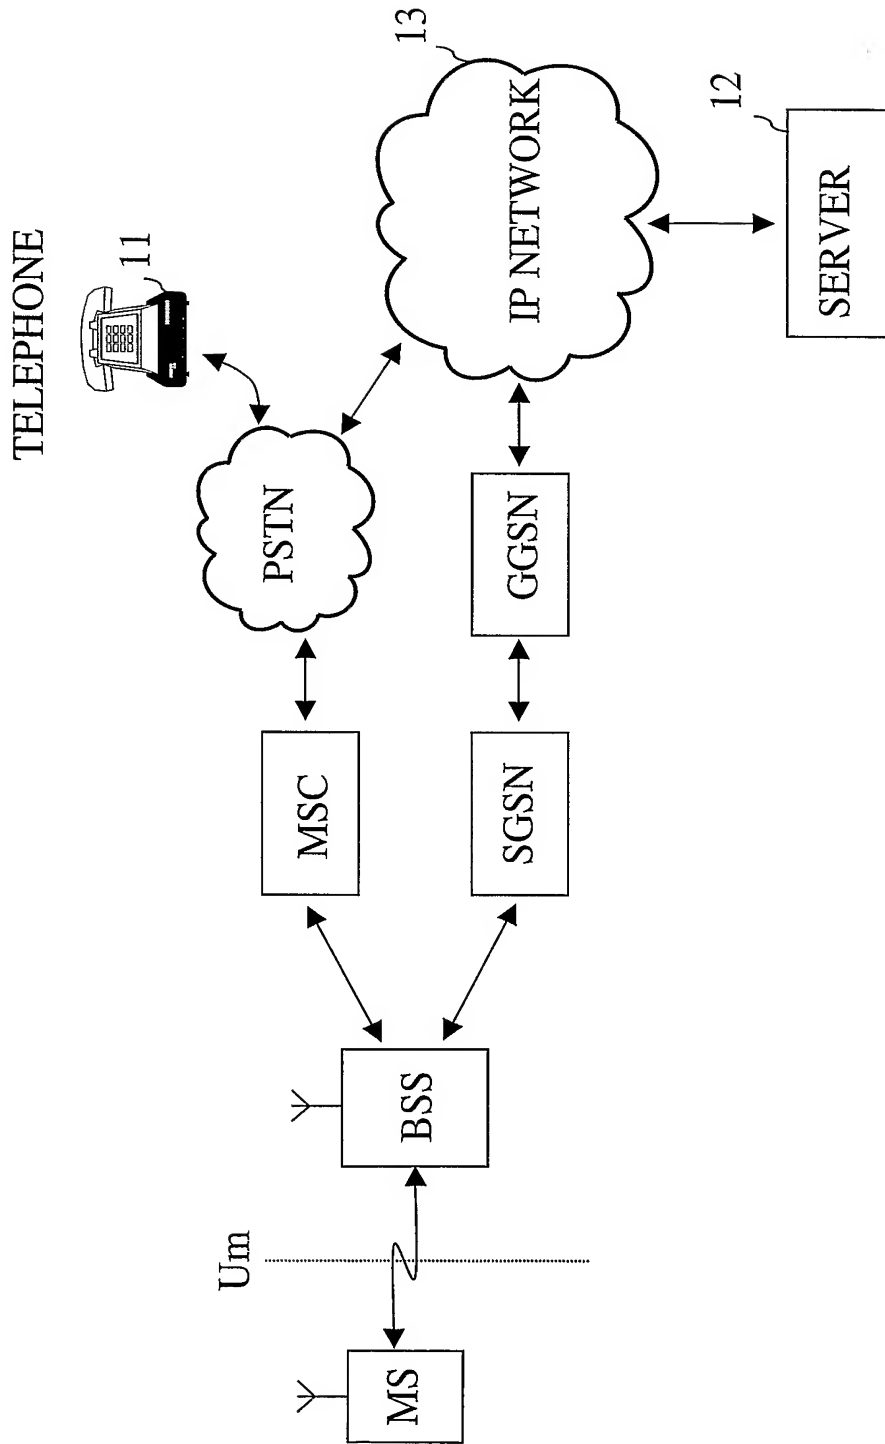 TELEPHONE
11
13
Um
MSC
PSTN
MS
BSS
IP NETWORK
SGSN
GGSN
12
SERVER